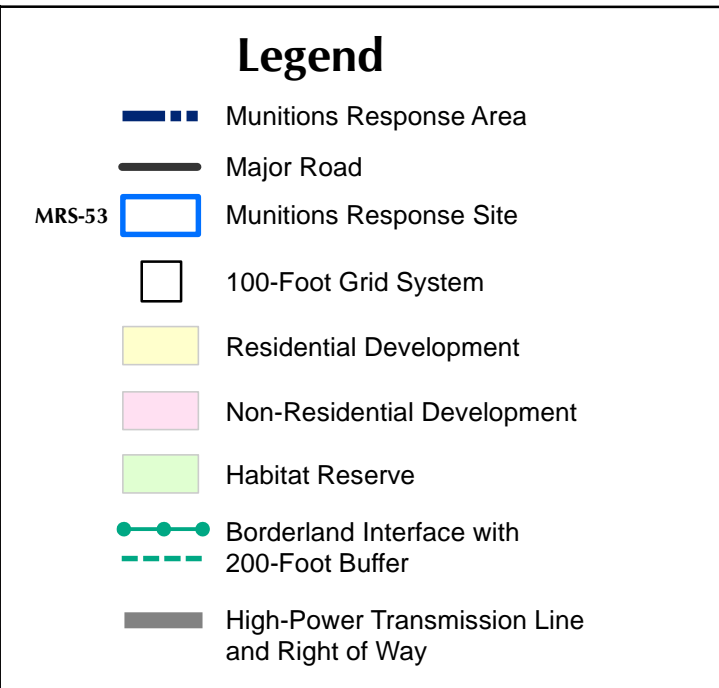 Legend
Munitions Response Area
Major Road
MRS-53 Munitions Response Site
100-Foot Grid System
Residential Development
Non-Residential Development
Habitat Reserve
Borderland Interface with
200-Foot Buffer
High-Power Transmission Line
and Right of Way